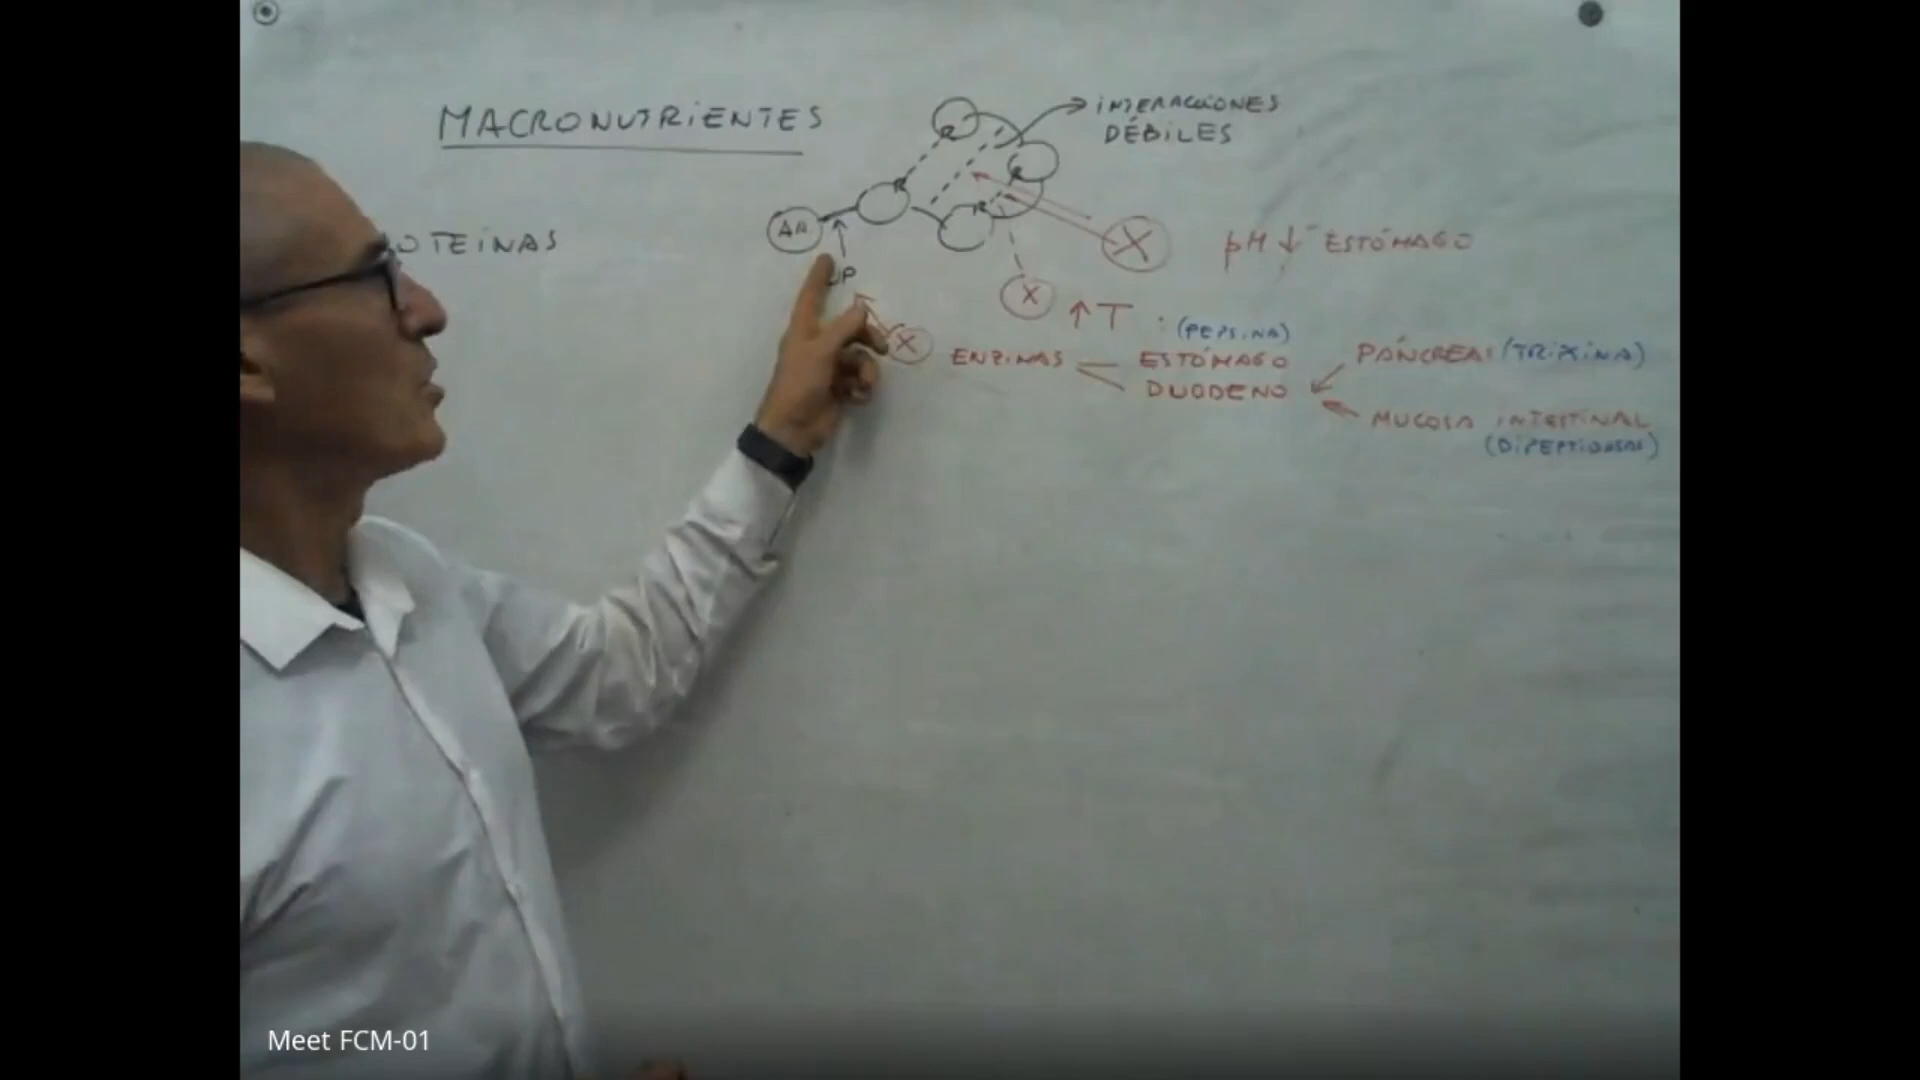 MACRONUTRIENTES
INTERACCIONES
DÉBILES
OTEINAS
AA
R
R
R
R
UP
X
pH ↓ ESTÓMAGO
X
↑ T
X
ENZIMAS
(PEPSINA)
ESTÓMAGO
DUODENO
PÁNCREAS (TRIPSINA)
MUCOSA INTESTINAL
(DIPEPTIDASAS)
Meet FCM-01